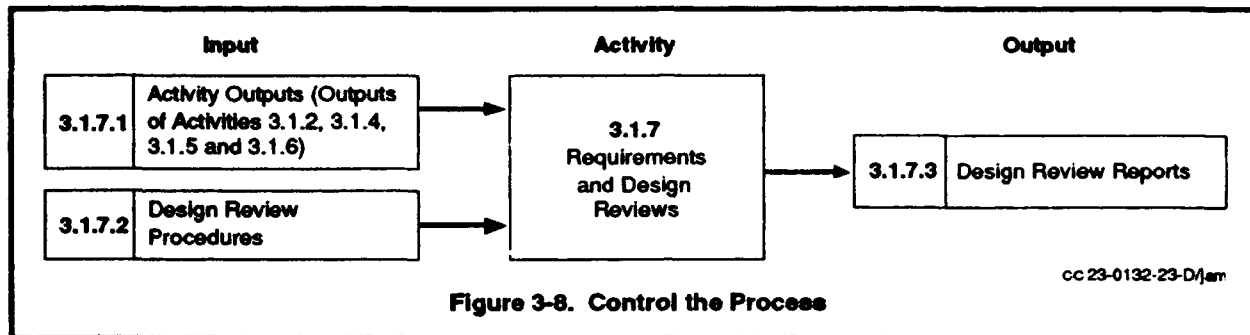 Input
Activity
Output
3.1.7.1
Activity Outputs (Outputs
of Activities 3.1.2, 3.1.4,
3.1.5 and 3.1.6)
3.1.7.2
Design Review
Procedures
3.1.7
Requirements
and Design
Reviews
3.1.7.3
Design Review Reports
cc 23-0132-23-D/jam
Figure 3-8. Control the Process